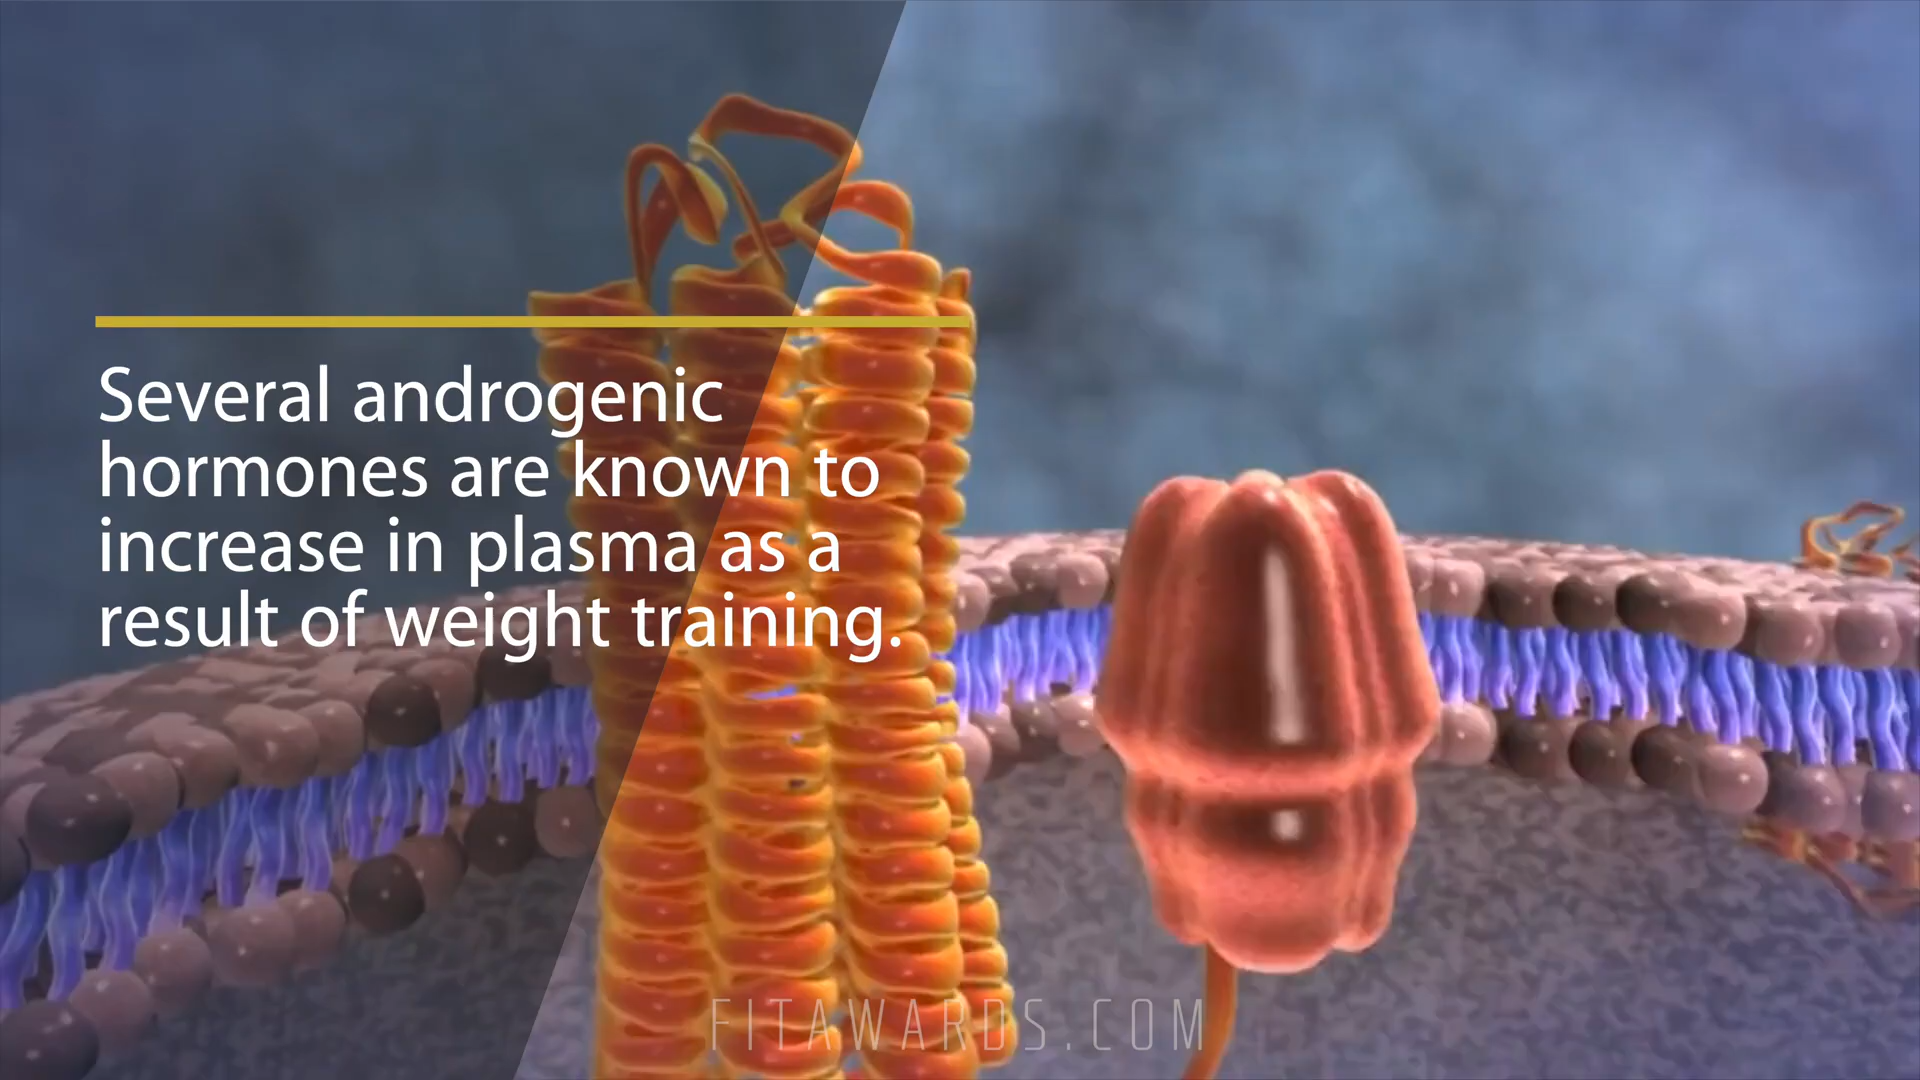 Several androgenic
hormones are known to
increase in plasma as a
result of weight training.
FITAWARDS.COM